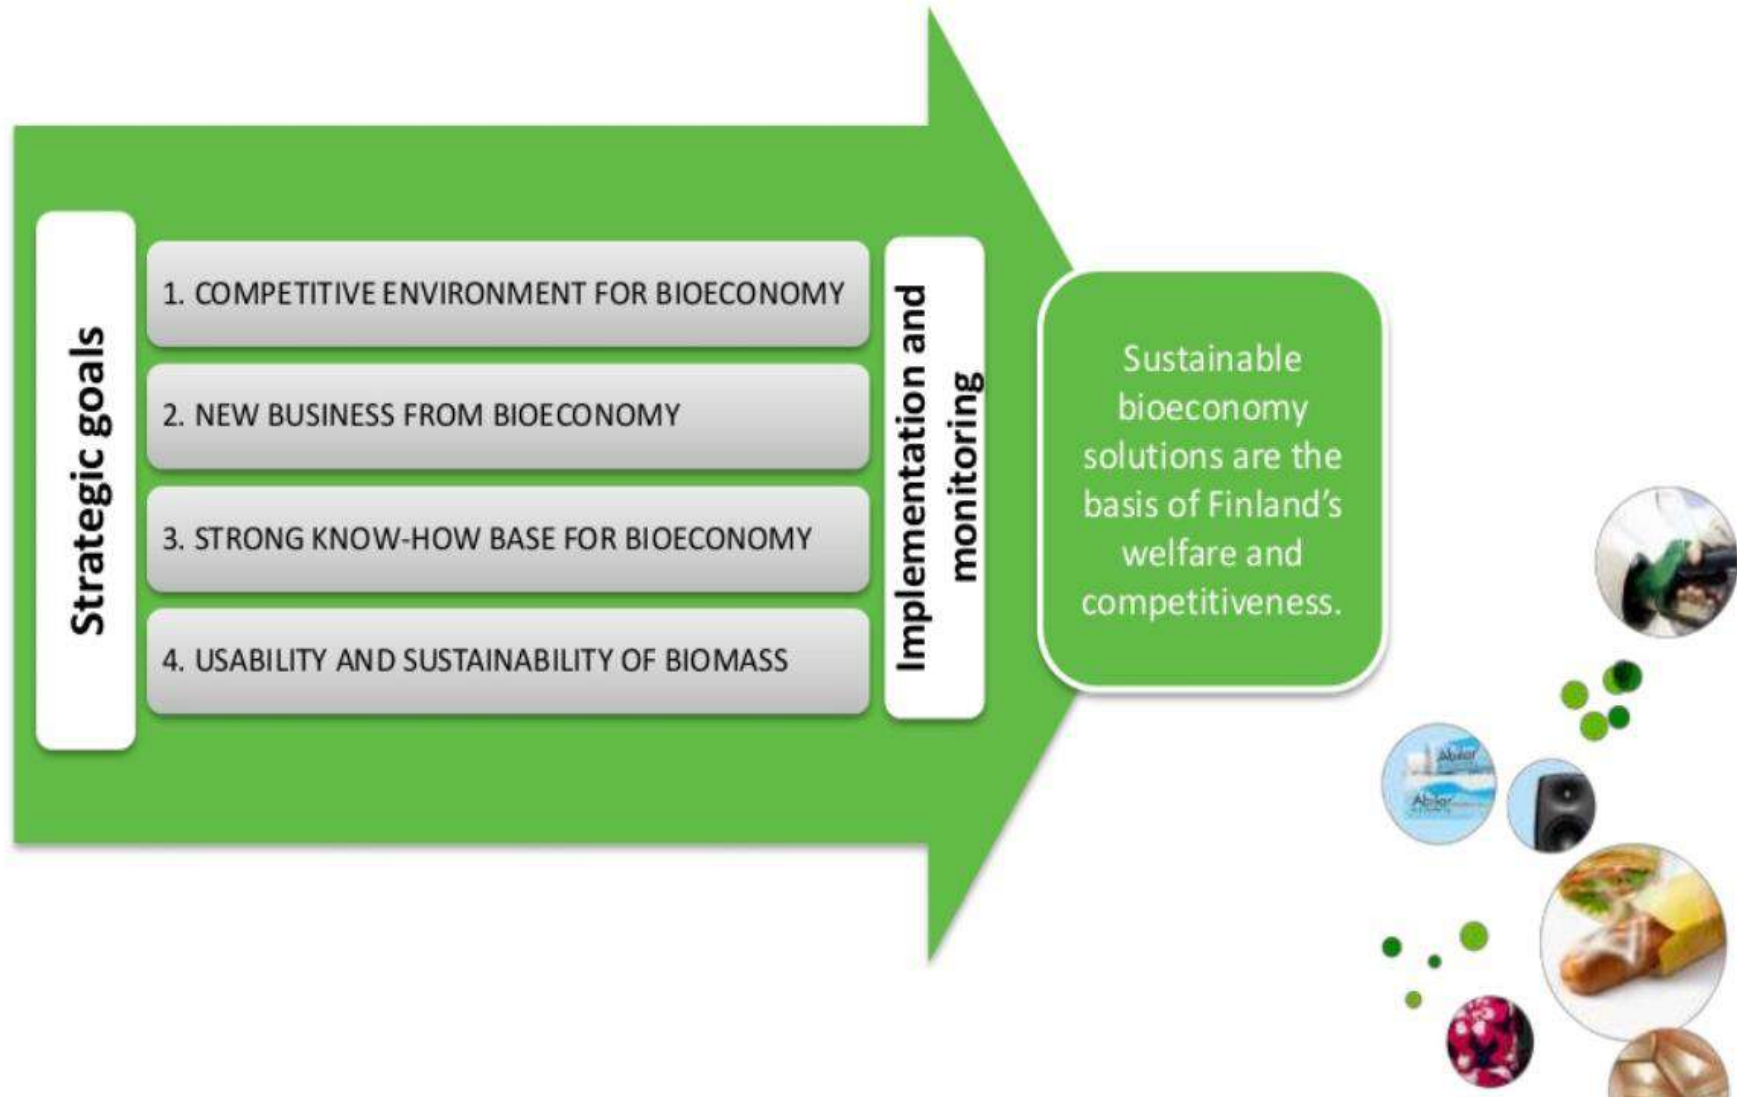 Strategic goals
1. COMPETITIVE ENVIRONMENT FOR BIOECONOMY
2. NEW BUSINESS FROM BIOECONOMY
3. STRONG KNOW-HOW BASE FOR BIOECONOMY
4. USABILITY AND SUSTAINABILITY OF BIOMASS
Implementation and
monitoring
Sustainable
bioeconomy
solutions are the
basis of Finland’s
welfare and
competitiveness.
Abilar
Abilar